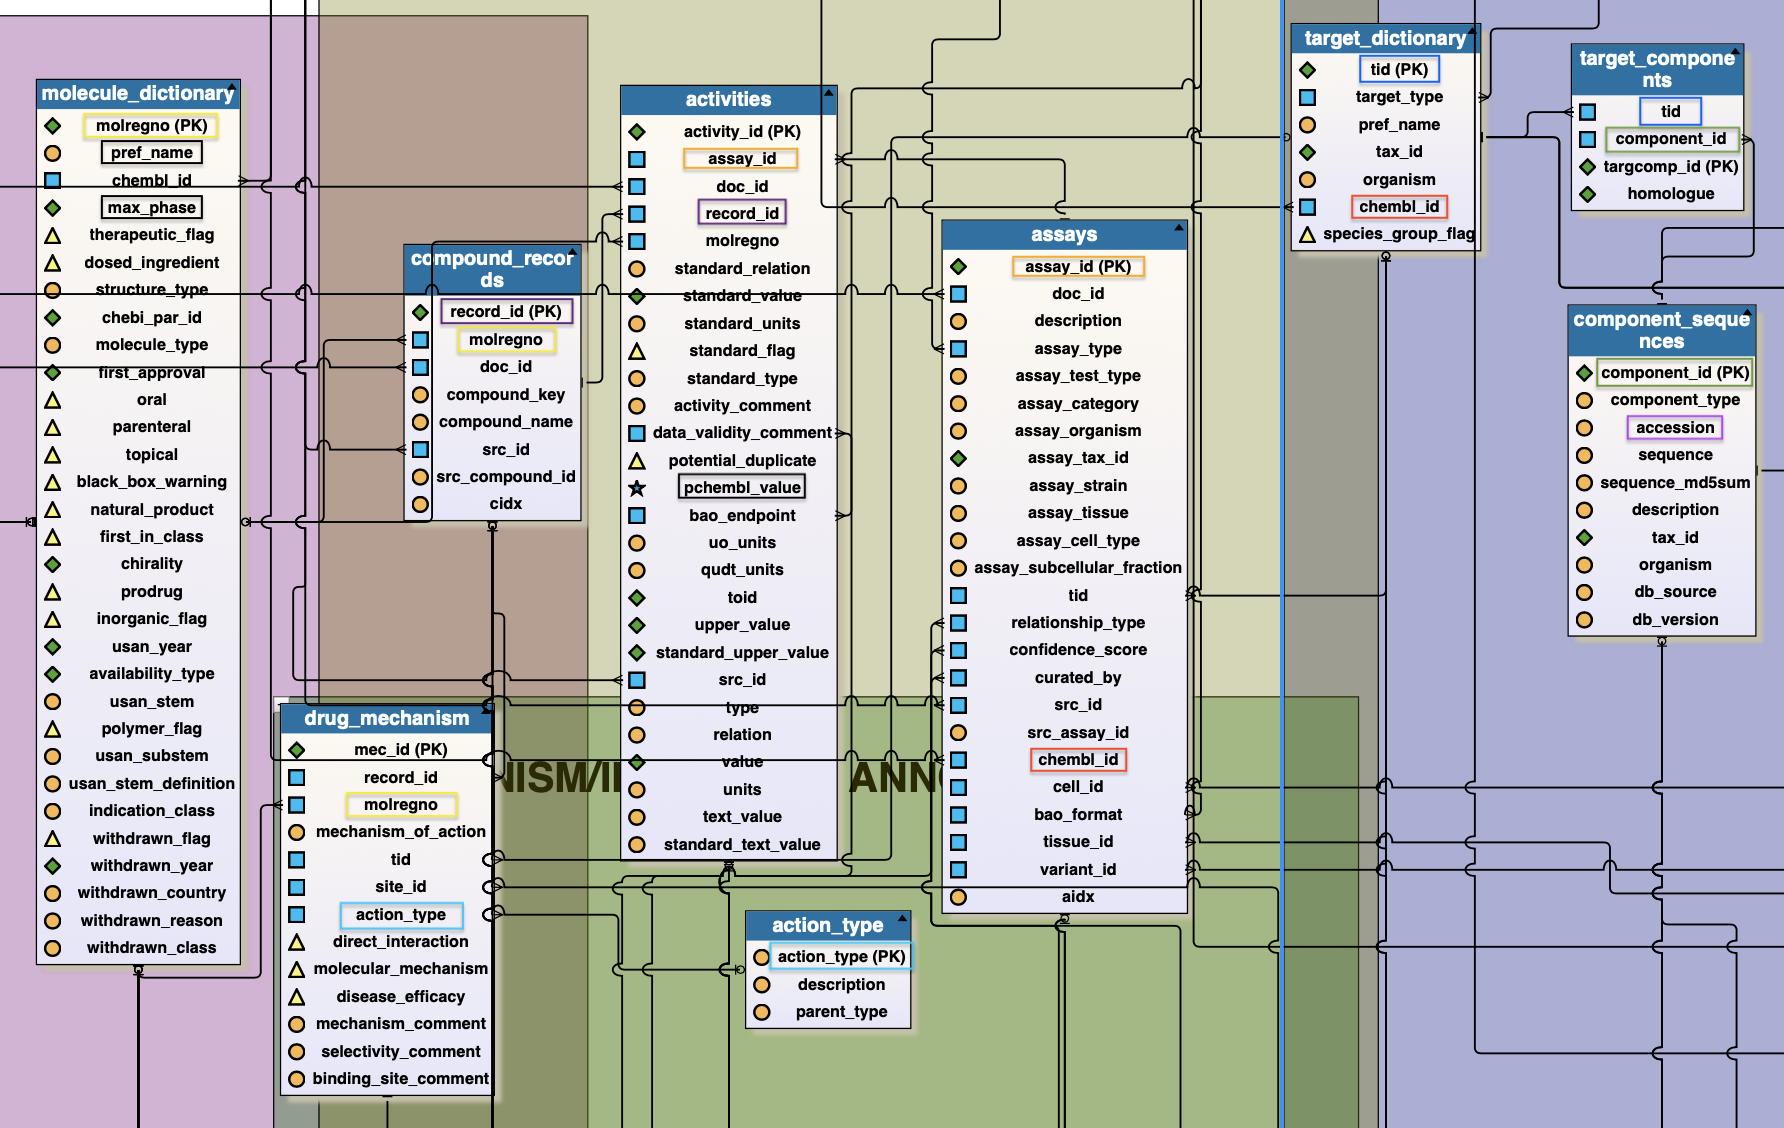 molecule_dictionary
molregno (PK)
pref_name
chembl_id
max_phase
therapeutic_flag
dosed_ingredient
structure_type
chebi_par_id
molecule_type
first_approval
oral
parenteral
topical
black_box_warning
natural_product
first_in_class
chirality
prodrug
inorganic_flag
usan_year
availability_type
usan_stem
polymer_flag
usan_substem
usan_stem_definition
indication_class
withdrawn_flag
withdrawn_year
withdrawn_country
withdrawn_reason
withdrawn_class
compound_recor
ds
record_id (PK)
molregno
doc_id
compound_key
compound_name
src_id
src_compound_id
cidx
drug_mechanism
mec_id (PK)
record_id
molregno
mechanism_of_action
tid
site_id
action_type
direct_interaction
molecular_mechanism
disease_efficacy
mechanism_comment
selectivity_comment
binding_site_comment
activities
activity_id (PK)
assay_id
doc_id
record_id
molregno
standard_relation
standard_value
standard_units
standard_flag
standard_type
activity_comment
data_validity_comment
potential_duplicate
pchembl_value
bao_endpoint
uo_units
qudt_units
toid
upper_value
standard_upper_value
src_id
type
relation
value
units
text_value
standard_text_value
action_type
action_type (PK)
description
parent_type
assays
assay_id (PK)
doc_id
description
assay_type
assay_test_type
assay_category
assay_organism
assay_tax_id
assay_strain
assay_tissue
assay_cell_type
assay_subcellular_fraction
tid
relationship_type
confidence_score
curated_by
src_id
src_assay_id
chembl_id
cell_id
bao_format
tissue_id
variant_id
aidx
target_dictionary
tid (PK)
target_type
pref_name
tax_id
organism
chembl_id
species_group_flag
target_compone
nts
tid
component_id
targcomp_id (PK)
homologue
component_seque
nces
component_id (PK)
component_type
accession
sequence
sequence_md5sum
description
tax_id
organism
db_source
db_version